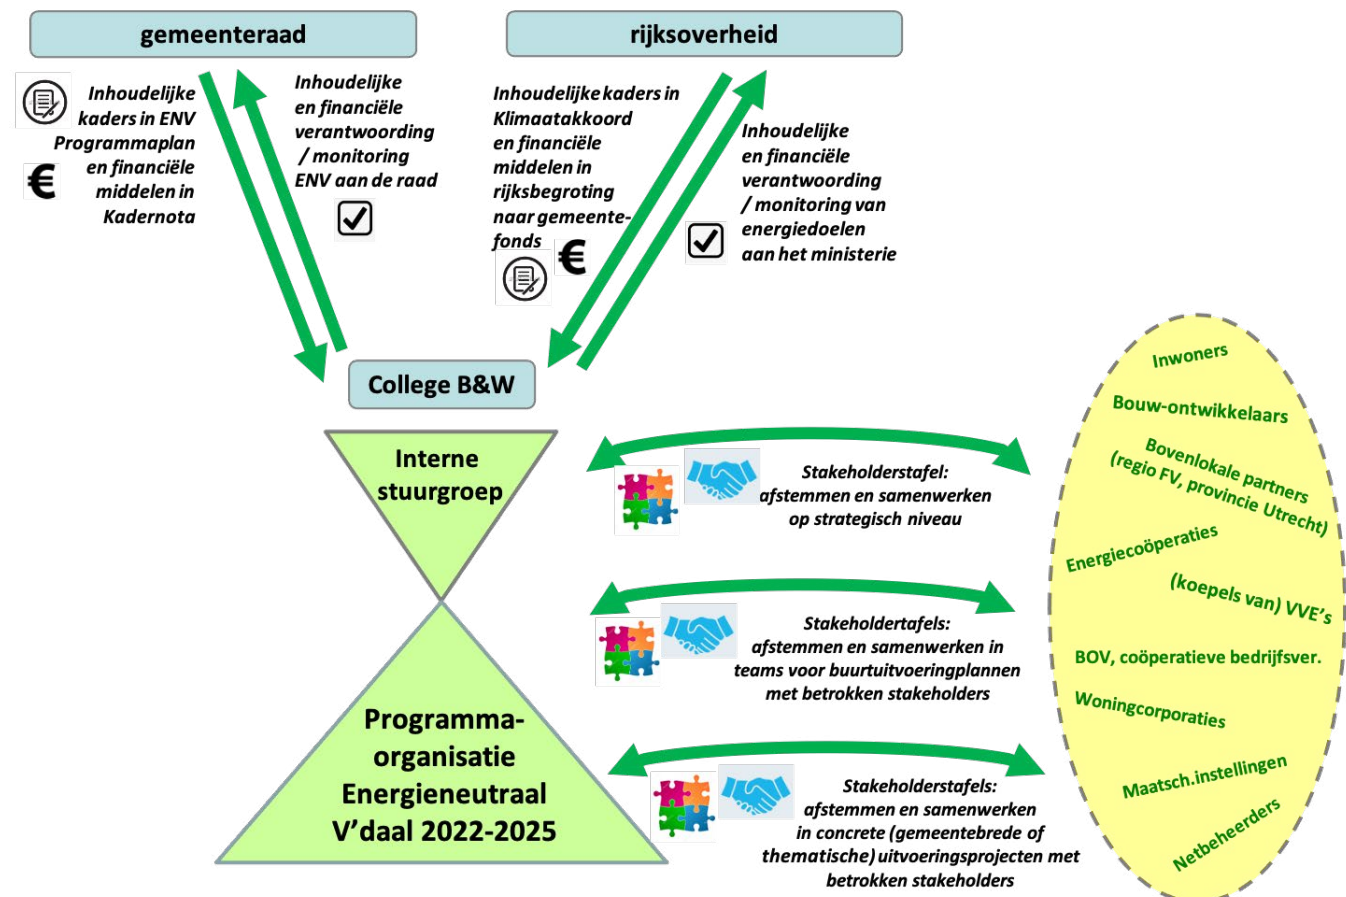 gemeenteraad
rijksoverheid
Inhoudelijke
kaders in ENV
Programmaplan
en financiële
middelen in
Kadernota
€
Inhoudelijke
en financiële
verantwoording
/ monitoring
ENV aan de raad
Inhoudelijke kaders in
Klimaatakkoord
en financiële
middelen in
rijksbegroting
naar gemeente-
fonds
€
Inhoudelijke
en financiële
verantwoording
/ monitoring van
energiedoelen
aan het ministerie
College B&W
Interne
stuurgroep
Programma-
organisatie
Energieneutraal
V'daal 2022-2025
Stakeholderstafel:
afstemmen en samenwerken
op strategisch niveau
Stakeholdertafels:
afstemmen en samenwerken in
teams voor buurtuitvoeringplannen
met betrokken stakeholders
Stakeholderstafels:
afstemmen en samenwerken
in concrete (gemeentebrede of
thematische) uitvoeringsprojecten met
betrokken stakeholders
Inwoners
Bouw-ontwikkelaars
Bovenlokale partners
(regio FV, provincie Utrecht)
Energiecoöperaties
(koepels van) VVE's
BOV, coöperatieve bedrijfsver.
Woningcorporaties
Maatsch.instellingen
Netbeheerders